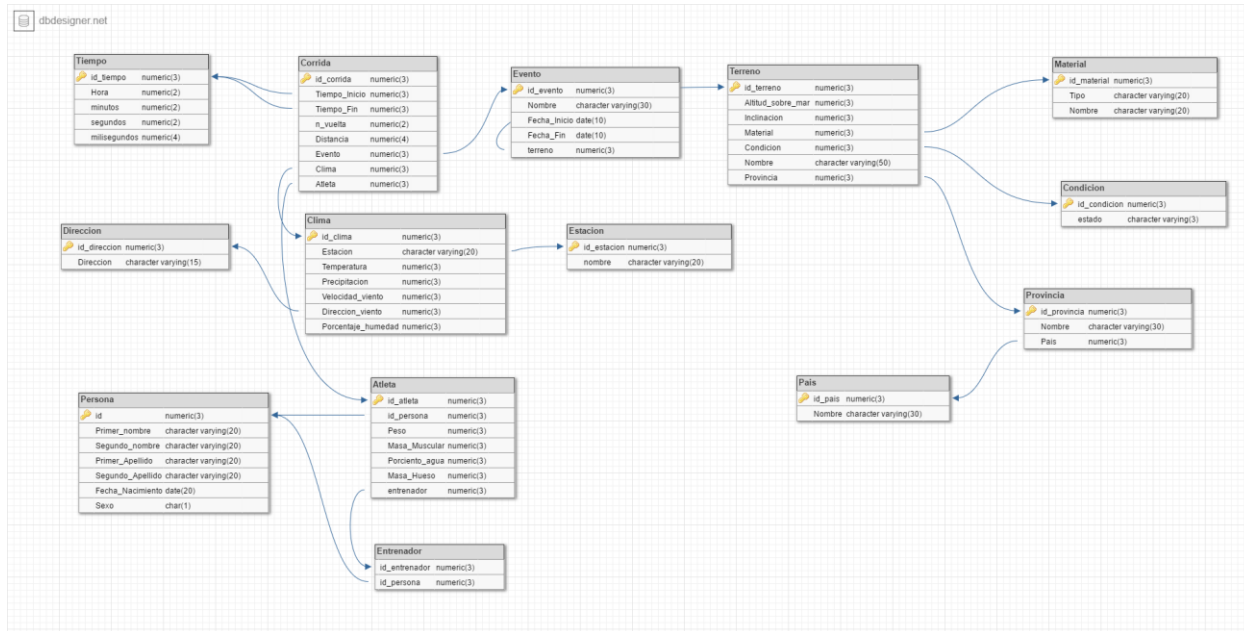 dbdesigner.net
Tiempo
id_tiempo numeric(3)
Hora numeric(2)
minutos numeric(2)
segundos numeric(2)
milisegundos numeric(4)
Corrida
id_corrida numeric(3)
Tiempo_Inicio numeric(3)
Tiempo_Fin numeric(3)
n_vuelta numeric(2)
Distancia numeric(4)
Evento numeric(3)
Clima numeric(3)
Atleta numeric(3)
Evento
id_evento numeric(3)
Nombre character varying(30)
Fecha_Inicio date(10)
Fecha_Fin date(10)
terreno numeric(3)
Terreno
id_terreno numeric(3)
Altitud_sobre_mar numeric(3)
Inclinacion numeric(3)
Material numeric(3)
Condicion numeric(3)
Nombre character varying(50)
Provincia numeric(3)
Material
id_material numeric(3)
Tipo character varying(20)
Nombre character varying(20)
Condicion
id_condicion numeric(3)
estado character varying(3)
Direccion
id_direccion numeric(3)
Direccion character varying(15)
Clima
id_clima numeric(3)
Estacion character varying(20)
Temperatura numeric(3)
Precipitacion numeric(3)
Velocidad_viento numeric(3)
Direccion_viento numeric(3)
Porcentaje_humedad numeric(3)
Estacion
id_estacion numeric(3)
nombre character varying(20)
Provincia
id_provincia numeric(3)
Nombre character varying(30)
Pais numeric(3)
Pais
id_pais numeric(3)
Nombre character varying(30)
Persona
id numeric(3)
Primer_nombre character varying(20)
Segundo_nombre character varying(20)
Primer_Apellido character varying(20)
Segundo_Apellido character varying(20)
Fecha_Nacimiento date(20)
Sexo char(1)
Atleta
id_atleta numeric(3)
id_persona numeric(3)
Peso numeric(3)
Masa_Muscular numeric(3)
Porciento_agua numeric(3)
Masa_Hueso numeric(3)
entrenador numeric(3)
Entrenador
id_entrenador numeric(3)
id_persona numeric(3)